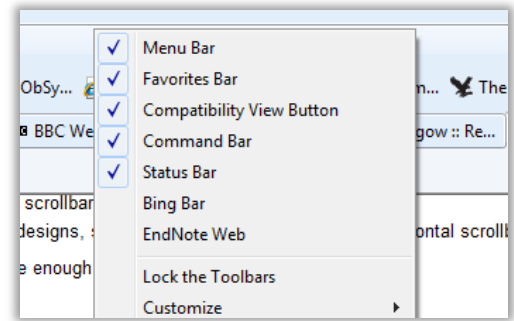 Menu Bar
ObSy... Favorites Bar m... The
Compatibility View Button
BBC We Command Bar gow :: Re...
Status Bar
scrollbar Bing Bar
designs, EndNote Web ontal scroll
e enough Lock the Toolbars
Customize